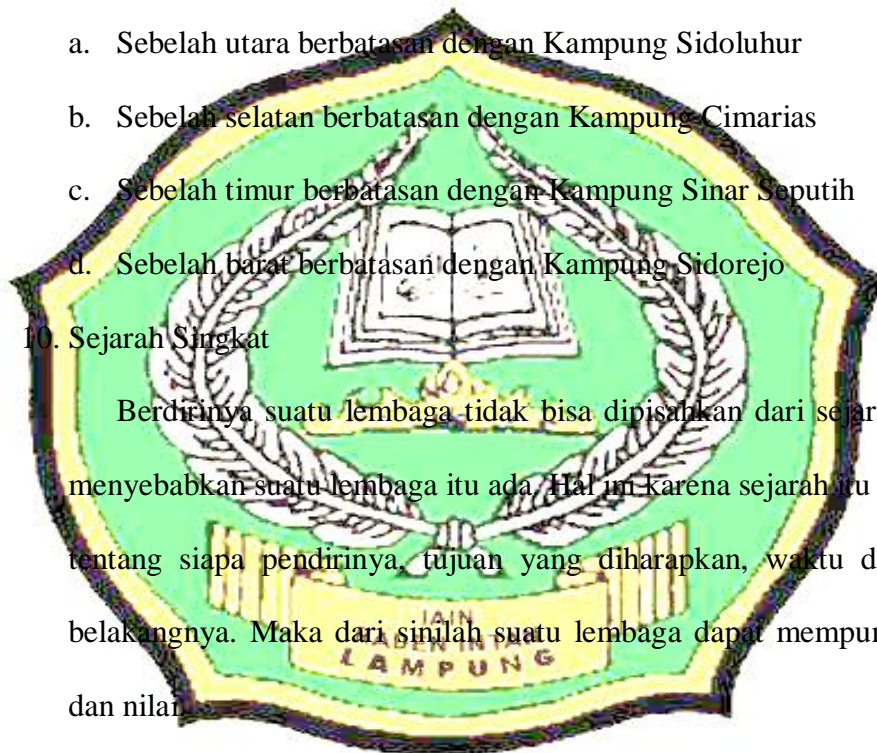 a. Sebelah utara berbatasan dengan Kampung Sidoluhur
b. Sebelah selatan berbatasan dengan Kampung Cimarias
c. Sebelah timur berbatasan dengan Kampung Sinar Seputih
d. Sebelah barat berbatasan dengan Kampung Sidorejo
10. Sejarah Singkat
Berdirinya suatu lembaga tidak bisa dipisahkan dari sejar
menyebabkan suatu lembaga itu ada. Hal ini karena sejarah itu
tentang siapa pendirinya, tujuan yang diharapkan, waktu d
belakangnya. Maka dari sinilah suatu lembaga dapat mempun
dan nilai.
IAIN
RADEN INTAN
LAMPUNG